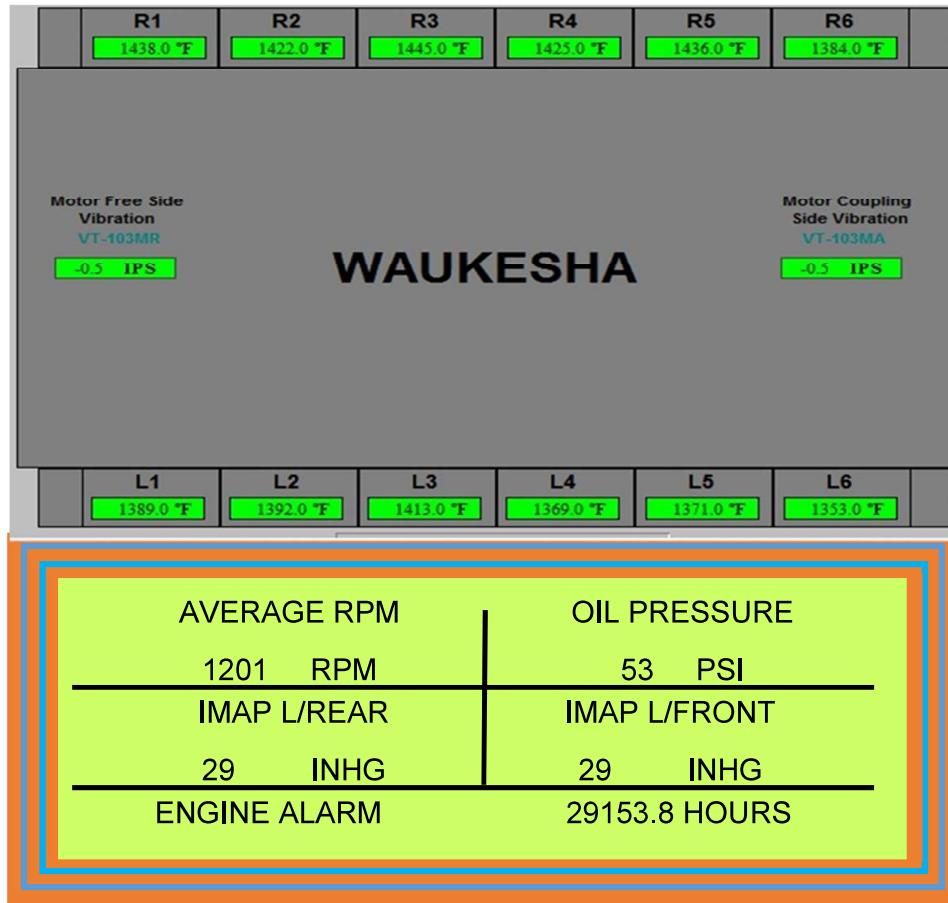 R1 R2 R3 R4 R5 R6
1438.0 °F 1422.0 °F 1445.0 °F 1425.0 °F 1436.0 °F 1384.0 °F
Motor Free Side
Vibration
VT-103MR
-0.5 IPS
WAUKESHA
Motor Coupling
Side Vibration
VT-103MA
-0.5 IPS
L1 L2 L3 L4 L5 L6
1389.0 °F 1392.0 °F 1413.0 °F 1369.0 °F 1371.0 °F 1353.0 °F
AVERAGE RPM OIL PRESSURE
1201 RPM 53 PSI
IMAP L/REAR IMAP L/FRONT
29 INHG 29 INHG
ENGINE ALARM 29153.8 HOURS